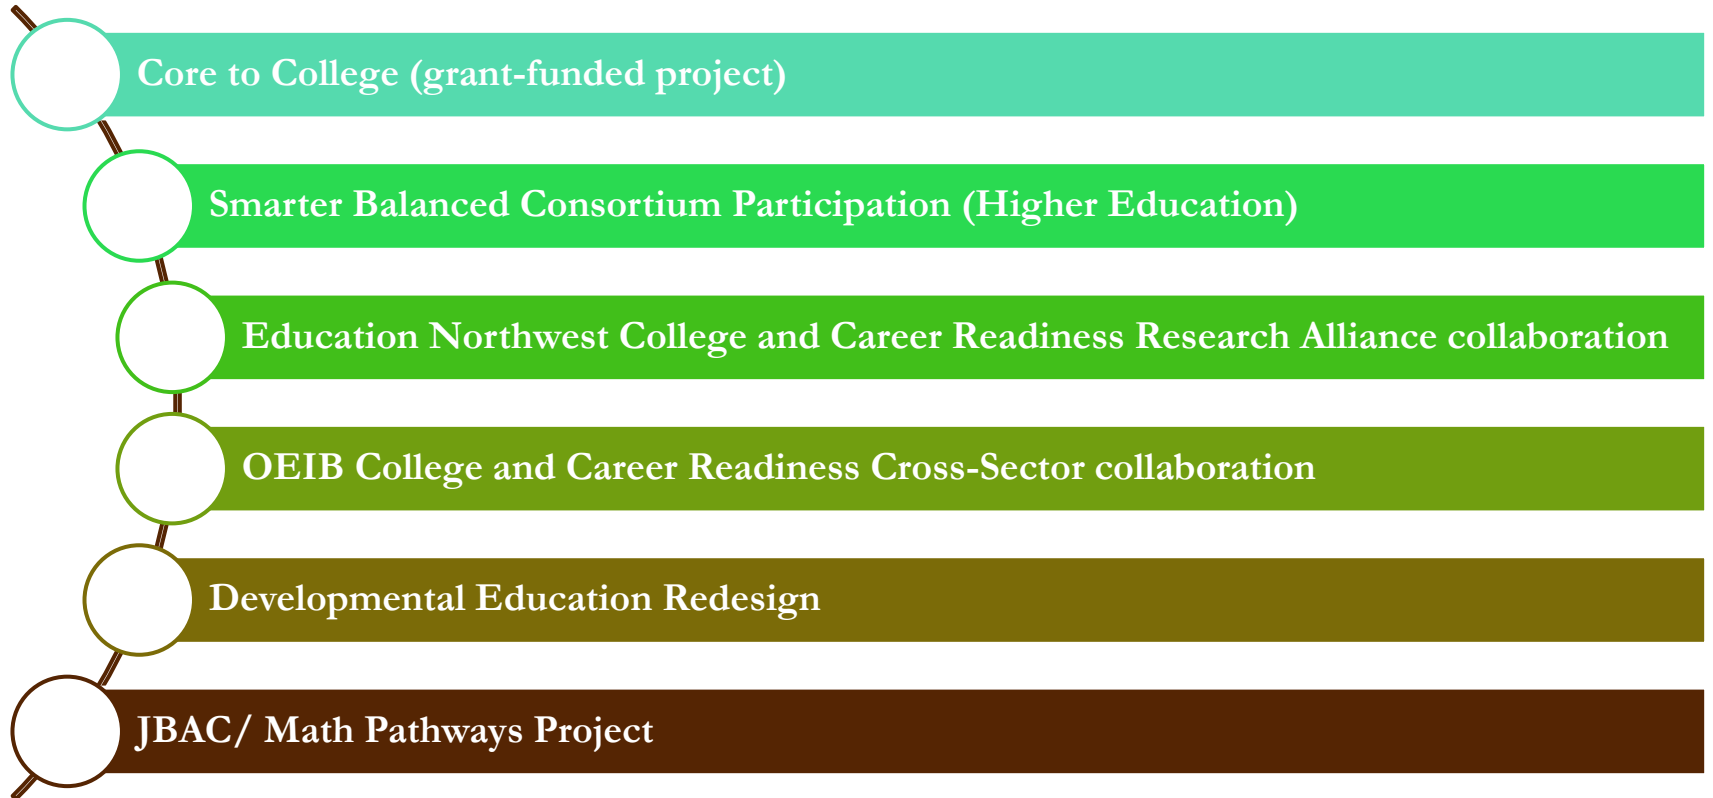 Core to College (grant-funded project)
Smarter Balanced Consortium Participation (Higher Education)
Education Northwest College and Career Readiness Research Alliance collaboration
OEIB College and Career Readiness Cross-Sector collaboration
Developmental Education Redesign
JBAC/ Math Pathways Project